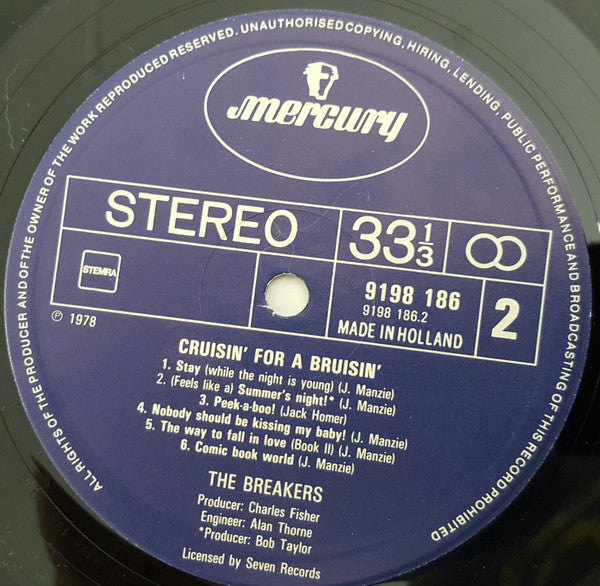 ALL RIGHTS OF THE PRODUCER AND OF THE OWNER OF THE WORK REPRODUCED RESERVED. UNAUTHORISED COPYING, HIRING, LENDING, PUBLIC PERFORMANCE AND BROADCASTING OF THIS RECORD PROHIBITED
mercury
STEREO
33 1/3
STEMRA
9198 186
9198 186.2
MADE IN HOLLAND
2
℗ 1978
CRUISIN' FOR A BRUISIN'
1. Stay (while the night is young) (J. Manzie)
2. (Feels like a) Summer's night!* (J. Manzie)
3. Peek-a-boo! (Jack Homer)
4. Nobody should be kissing my baby! (J. Manzie)
5. The way to fall in love (Book II) (J. Manzie)
6. Comic book world (J. Manzie)
THE BREAKERS
Producer: Charles Fisher
Engineer: Alan Thorne
*Producer: Bob Taylor
Licensed by Seven Records